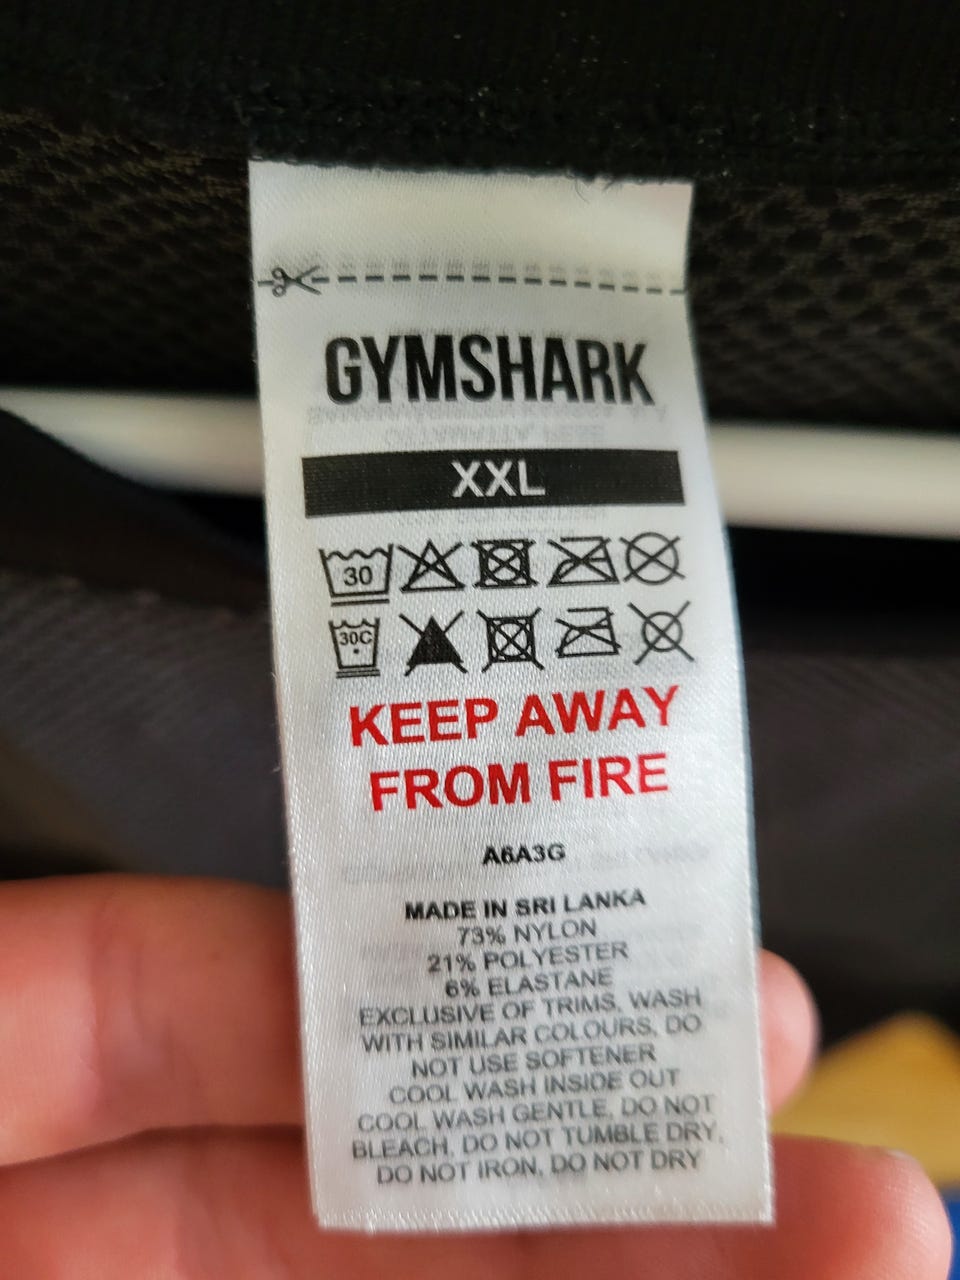 GYMSHARK
XXL
30
30C
KEEP AWAY
FROM FIRE
A6A3G
MADE IN SRI LANKA
73% NYLON
21% POLYESTER
6% ELASTANE
EXCLUSIVE OF TRIMS, WASH
WITH SIMILAR COLOURS, DO
NOT USE SOFTENER
COOL WASH INSIDE OUT
COOL WASH GENTLE, DO NOT
BLEACH, DO NOT TUMBLE DRY,
DO NOT IRON, DO NOT DRY